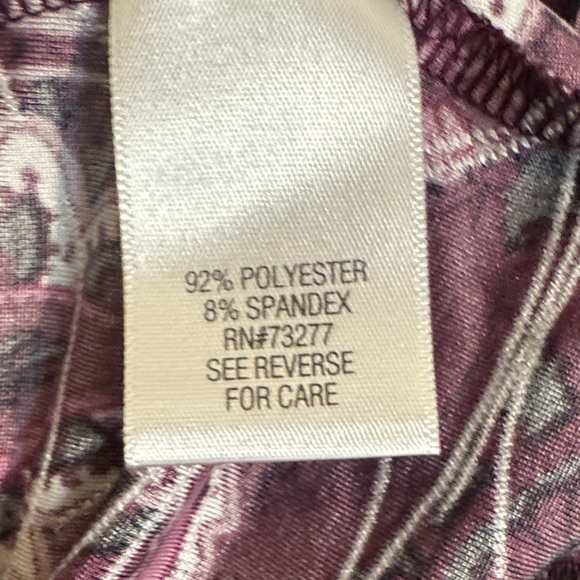 92% POLYESTER
8% SPANDEX
RN#73277
SEE REVERSE
FOR CARE